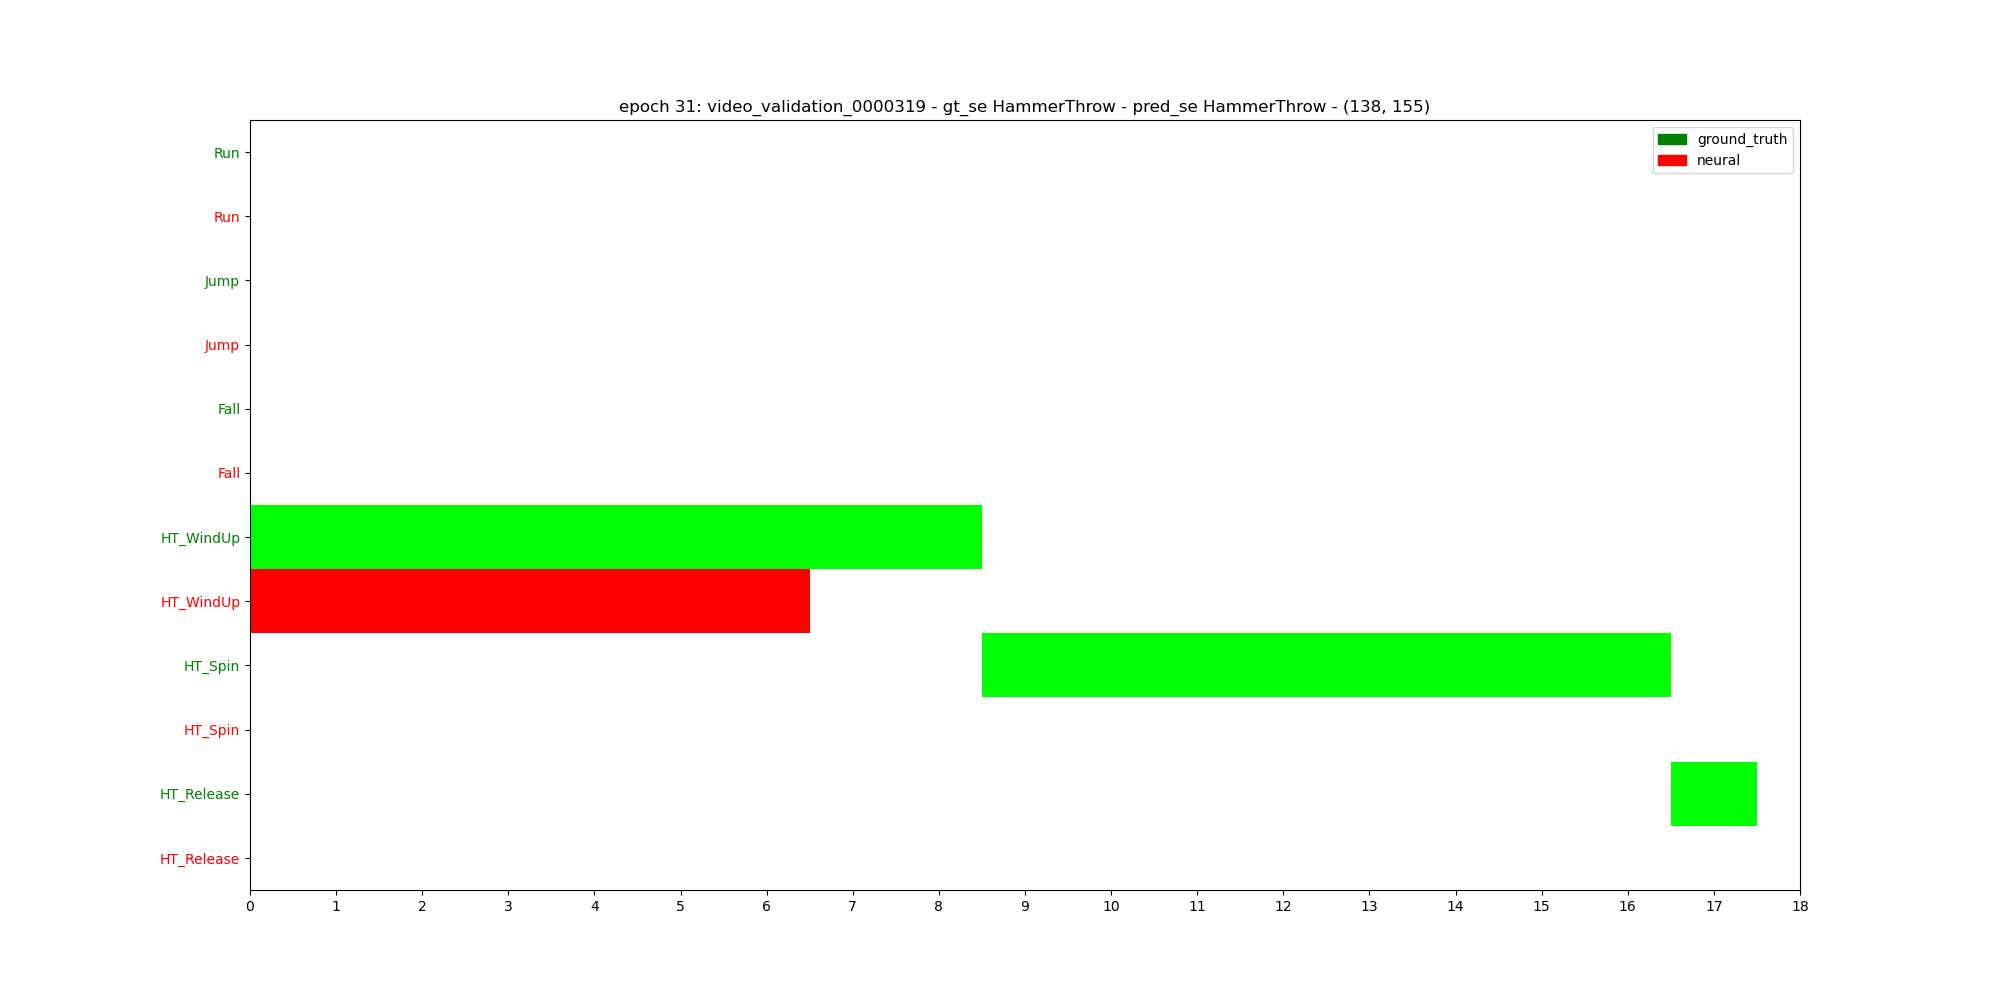 epoch 31: video_validation_0000319 - gt_se HammerThrow - pred_se HammerThrow - (138, 155)
ground_truth
neural
Run
Run
Jump
Jump
Fall
Fall
HT_WindUp
HT_WindUp
HT_Spin
HT_Spin
HT_Release
HT_Release
0 1 2 3 4 5 6 7 8 9 10 11 12 13 14 15 16 17 18